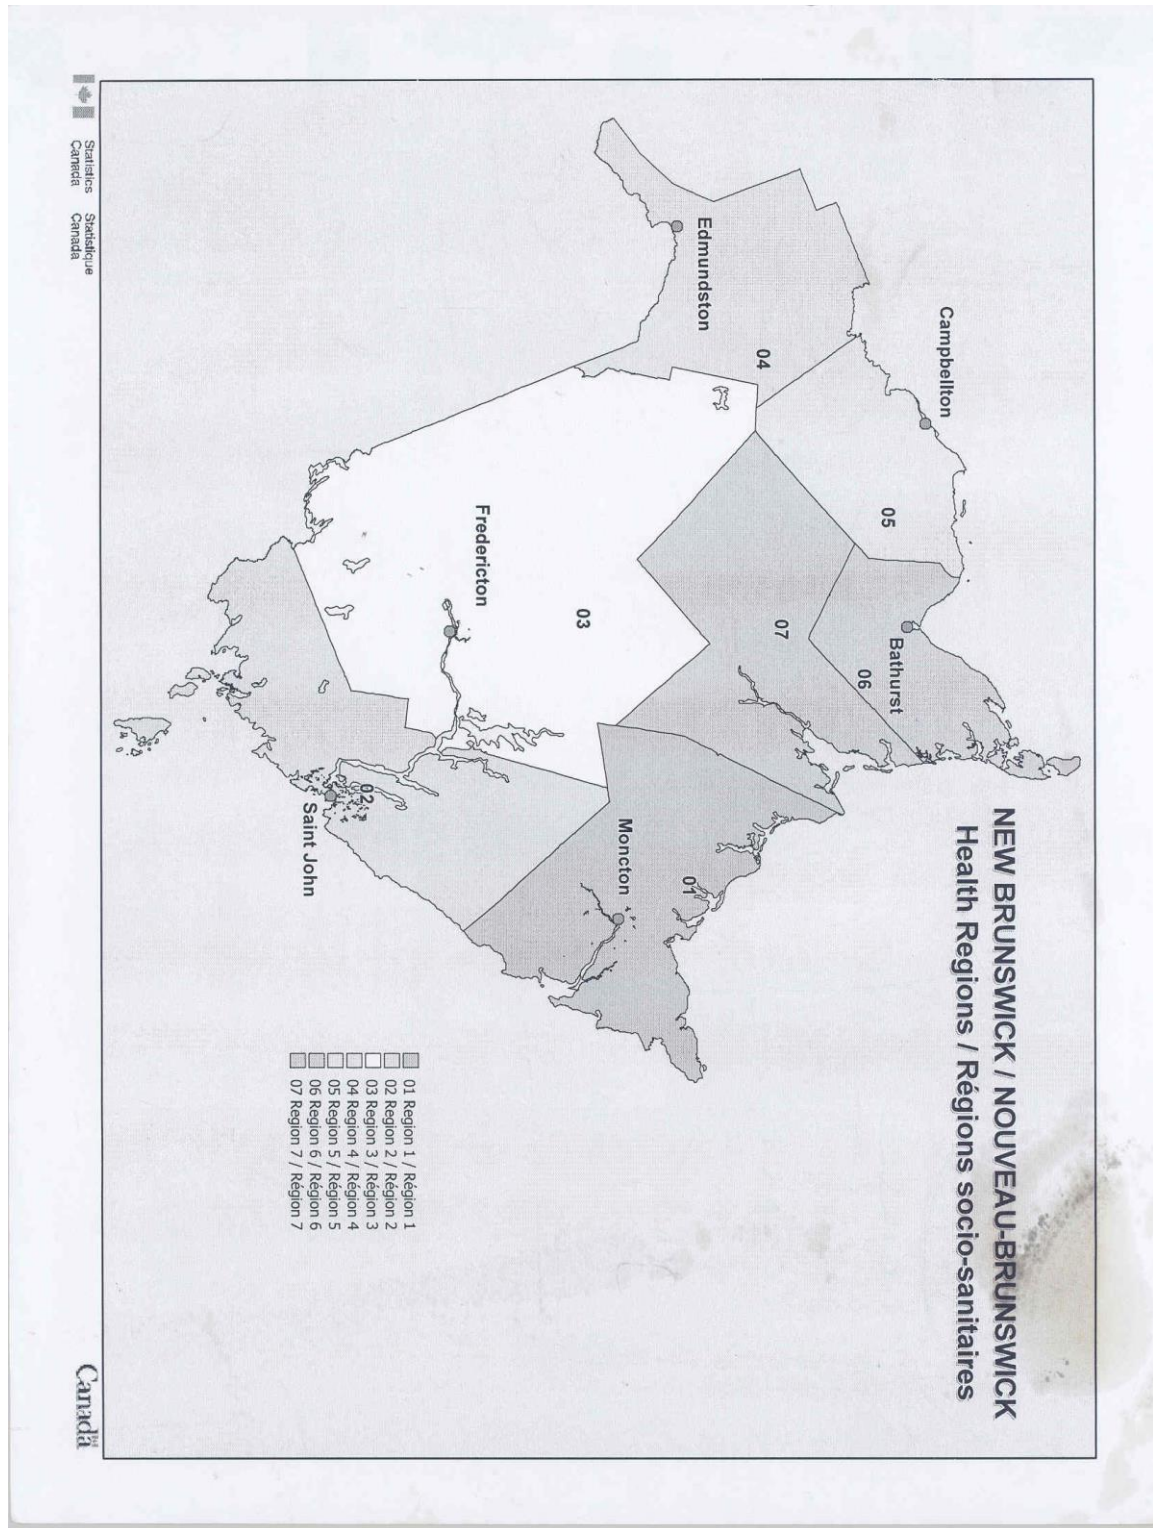 NEW BRUNSWICK / NOUVEAU-BRUNSWICK
Health Regions / Régions socio-sanitaires
Campbellton
05
Bathurst
06
04
Edmundston
07
01
Moncton
03
Fredericton
02
Saint John
01 Region 1 / Région 1
02 Region 2 / Région 2
03 Region 3 / Région 3
04 Region 4 / Région 4
05 Region 5 / Région 5
06 Region 6 / Région 6
07 Region 7 / Région 7
Statistics Statistique
Canada Canada
Canada